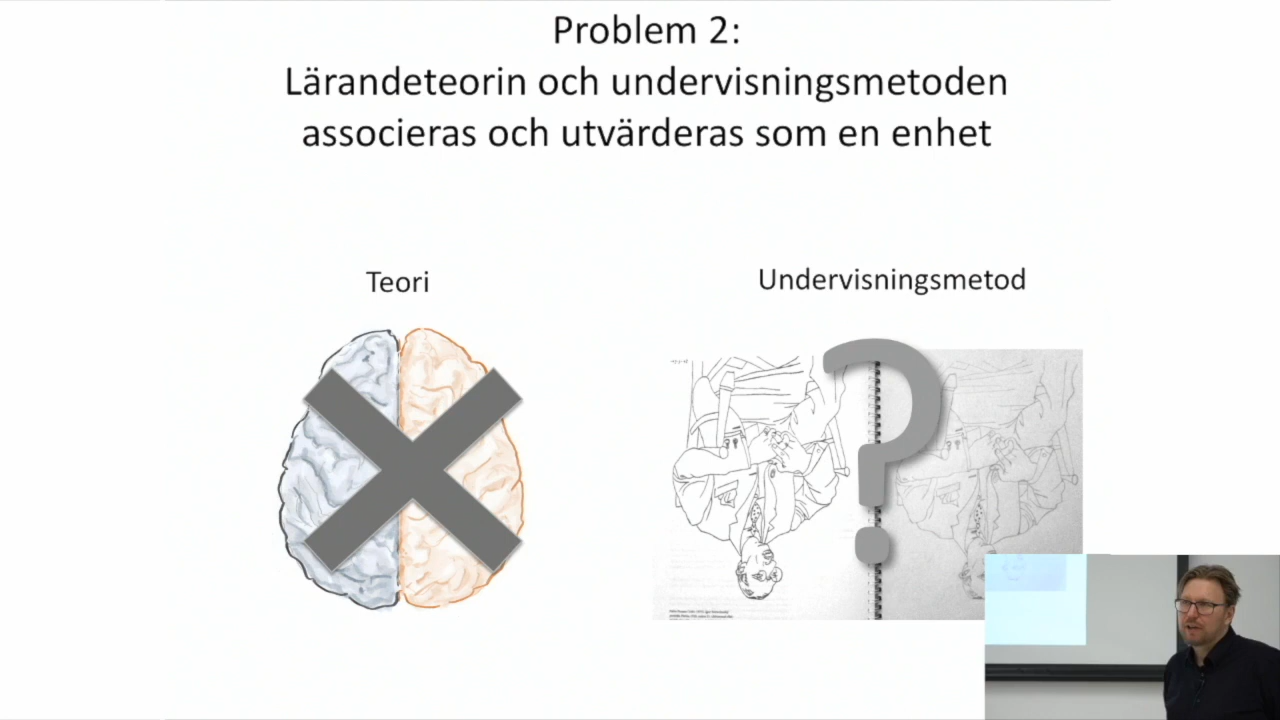 Problem 2:
Lärandeteorin och undervisningsmetoden
associeras och utvärderas som en enhet
Teori
Undervisningsmetod